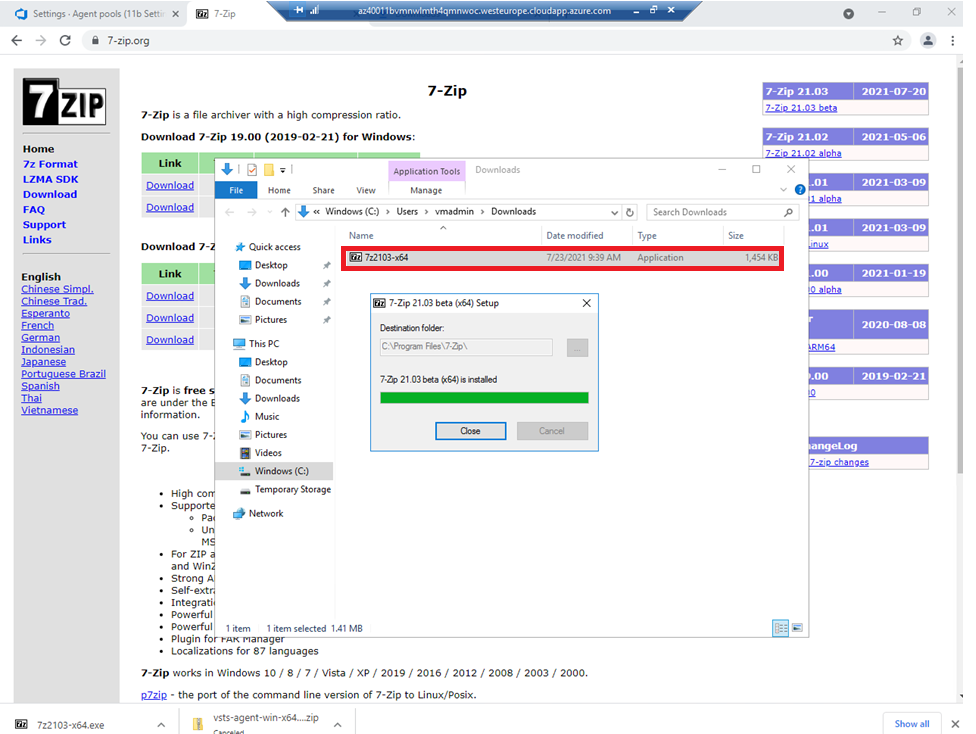 Settings - Agent pools (11b Setti
7-Zip
az40011bvmnwlmth4qmnwoc.westeurope.cloudapp.azure.com
7-zip.org
7ZIP
Home
7z Format
LZMA SDK
Download
FAQ
Support
Links
English
Chinese Simpl.
Chinese Trad.
Esperanto
French
German
Indonesian
Japanese
Portuguese Brazil
Spanish
Thai
Vietnamese
7-Zip
7-Zip is a file archiver with a high compression ratio.
Download 7-Zip 19.00 (2019-02-21) for Windows:
Link
Download
Download
Download 7-Z
Link
Download
Download
Download
7-Zip is free s
are under the B
information.
You can use 7-Z
7-Zip.
High com
Supporte
Pac
Un
MS
For ZIP a
and WinZ
Strong A
Self-extra
Integrati
Powerful
Powerful
Plugin for FAR Manager
Localizations for 87 languages
7-Zip works in Windows 10 / 8 / 7 / Vista / XP / 2019 / 2016 / 2012 / 2008 / 2003 / 2000.
p7zip - the port of the command line version of 7-Zip to Linux/Posix.
7-Zip 21.03 2021-07-20
7-Zip 21.03 beta
7-Zip 21.02 2021-05-06
7-Zip 21.02 alpha
.01 2021-03-09
01 alpha
.01 2021-03-09
inux
.00 2021-01-19
00 alpha
r 2020-08-08
ARM64
9.00 2019-02-21
00
hangeLog
7-zip changes
Application Tools
Downloads
File
Home
Share
View
Manage
« Windows (C:) › Users › vmadmin › Downloads
Search Downloads
Name
Date modified
Type
Size
7z2103-x64 7/23/2021 9:39 AM Application 1,454 KB
Quick access
Desktop
Downloads
Documents
Pictures
This PC
Desktop
Documents
Downloads
Music
Pictures
Videos
Windows (C:)
Temporary Storage
Network
7-Zip 21.03 beta (x64) Setup
Destination folder:
C:\Program Files\7-Zip\
...
7-Zip 21.03 beta (x64) is installed
Close
Cancel
1 item 1 item selected 1.41 MB
7z2103-x64.exe
vsts-agent-win-x64....zip
Canceled
Show all